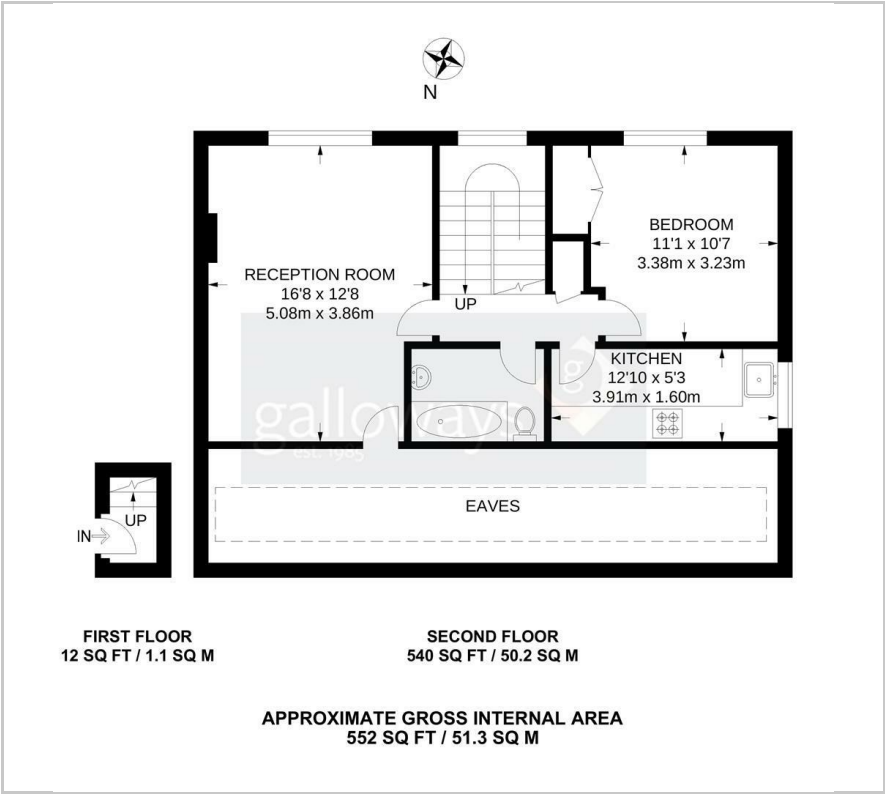 N
RECEPTION ROOM
16'8 x 12'8
5.08m x 3.86m
UP
BEDROOM
11'1 x 10'7
3.38m x 3.23m
KITCHEN
12'10 x 5'3
3.91m x 1.60m
galloways
est. 1985
g
EAVES
UP
IN
FIRST FLOOR
12 SQ FT / 1.1 SQ M
SECOND FLOOR
540 SQ FT / 50.2 SQ M
APPROXIMATE GROSS INTERNAL AREA
552 SQ FT / 51.3 SQ M